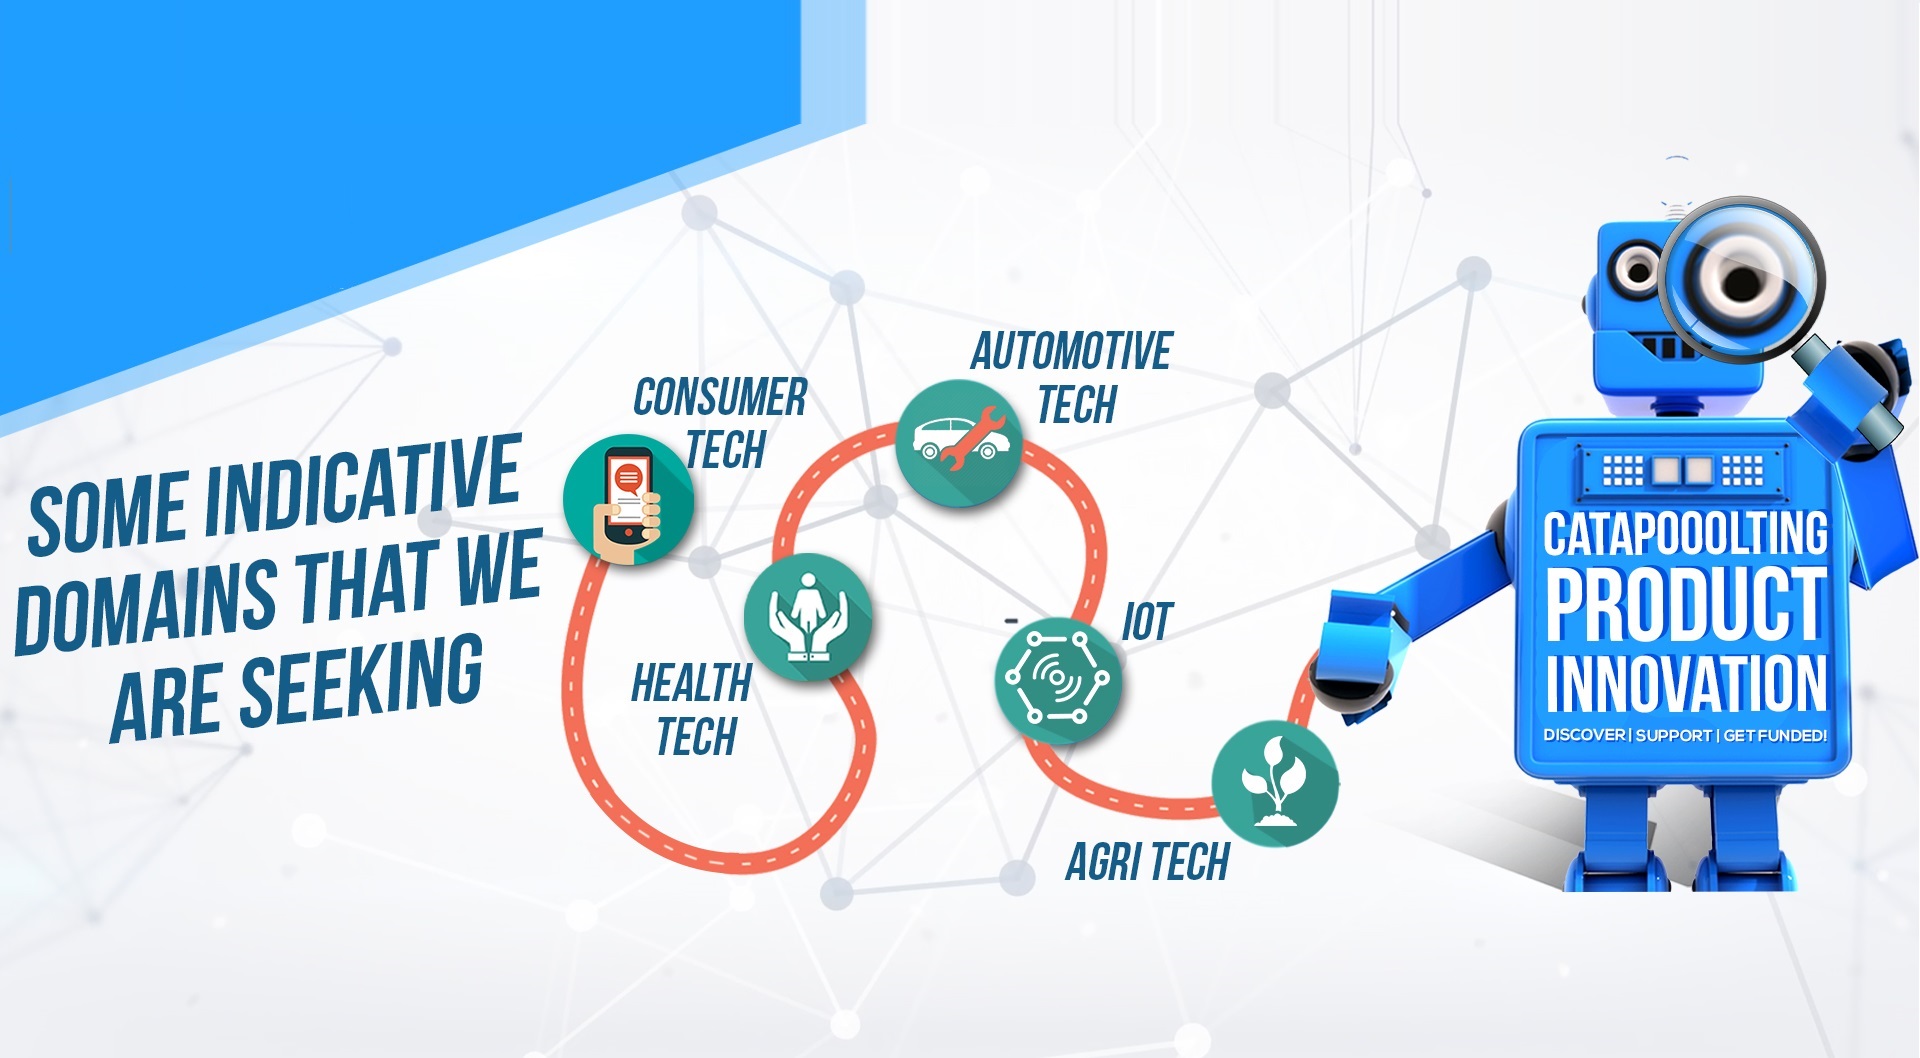 SOME INDICATIVE
DOMAINS THAT WE
ARE SEEKING
CONSUMER
TECH
HEALTH
TECH
AUTOMOTIVE
TECH
IOT
AGRI TECH
CATAPOOOLTING
PRODUCT
INNOVATION
DISCOVER | SUPPORT | GET FUNDED!